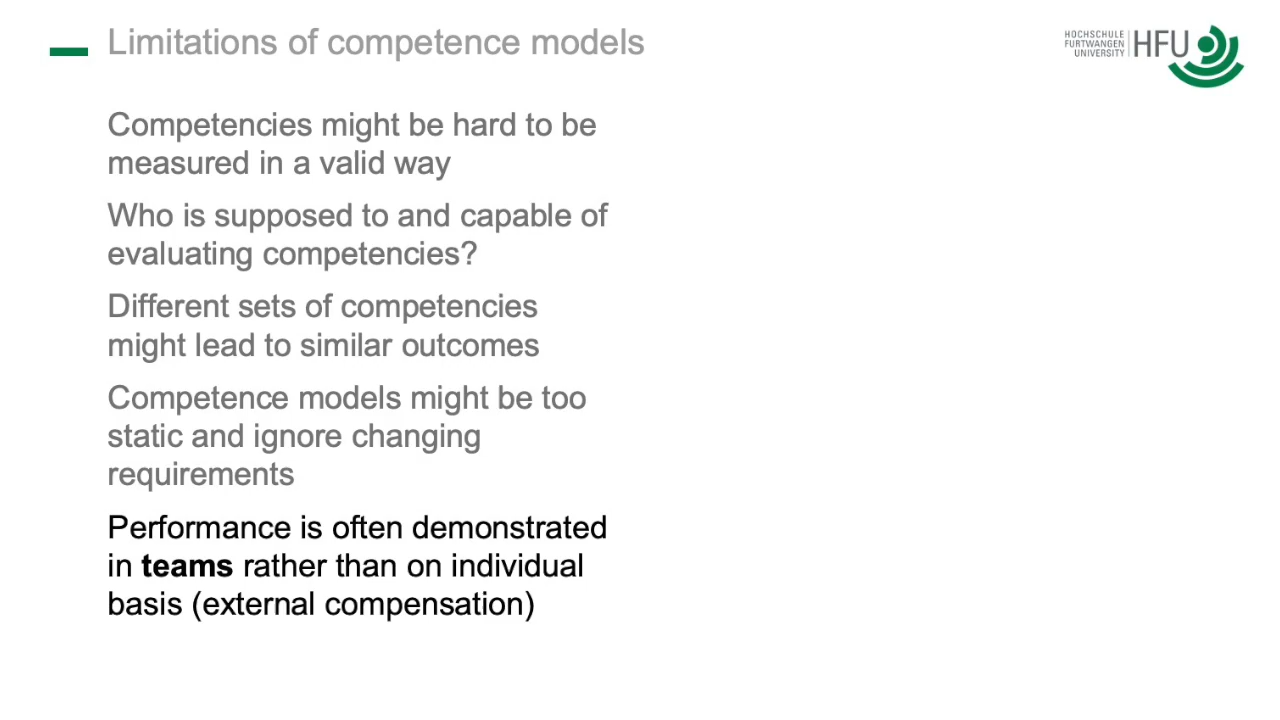 Limitations of competence models
HOCHSCHULE
FURTWANGEN
UNIVERSITY
HFU
Competencies might be hard to be
measured in a valid way
Who is supposed to and capable of
evaluating competencies?
Different sets of competencies
might lead to similar outcomes
Competence models might be too
static and ignore changing
requirements
Performance is often demonstrated
in teams rather than on individual
basis (external compensation)